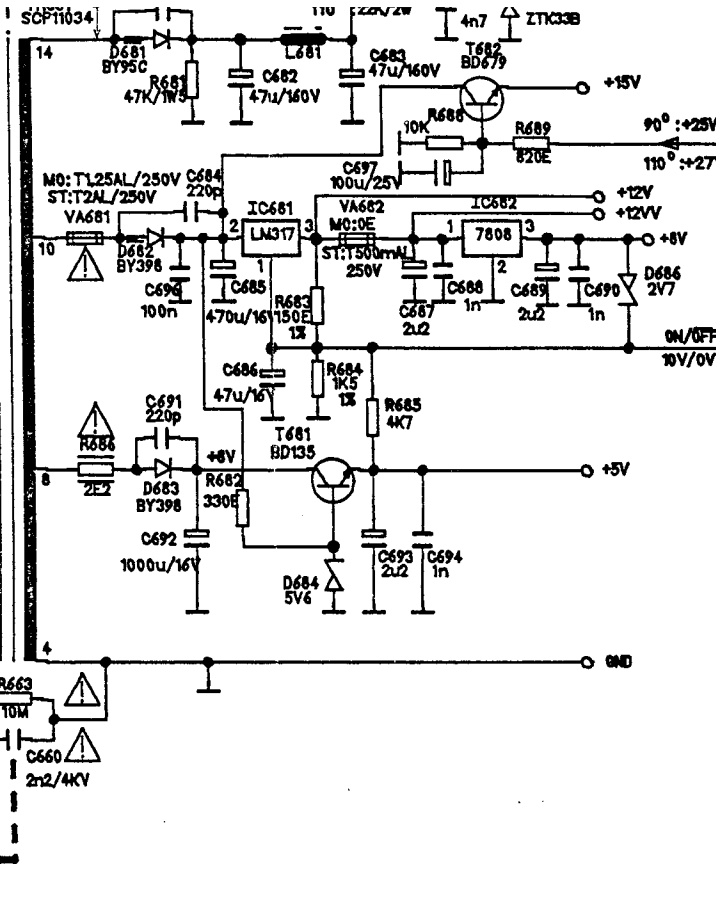 SCP11034
22K/2W
4n7
ZTK33B
14
D681
BY95C
L681
C683
47u/160V
T682
BD679
R681
47K/1W5
C682
47u/160V
+15V
R688
10K
R689
820E
90°:+25V
110°:+27V
C697
100u/25V
M0:T1,25AL/250V
ST:T2AL/250V
VA681
C684
220p
+12V
+12VV
IC681
VA682
M0:0E
IC682
10
2
LM317
3
1
7808
3
+8V
D682
BY398
1
ST:T500mAL
250V
2
C696
100n
C685
470u/16V
R683
150E
1%
C687
2u2
C688
1n
C689
2u2
C690
1n
D686
2V7
ON/OFF
10V/0V
C686
47u/16V
R684
1K5
1%
C691
220p
R685
4K7
R686
T681
BD135
+8V
8
2E2
D683
BY398
R682
330E
+5V
C692
1000u/16V
D684
5V6
C693
2u2
C694
1n
4
GND
R663
10M
C660
2n2/4KV